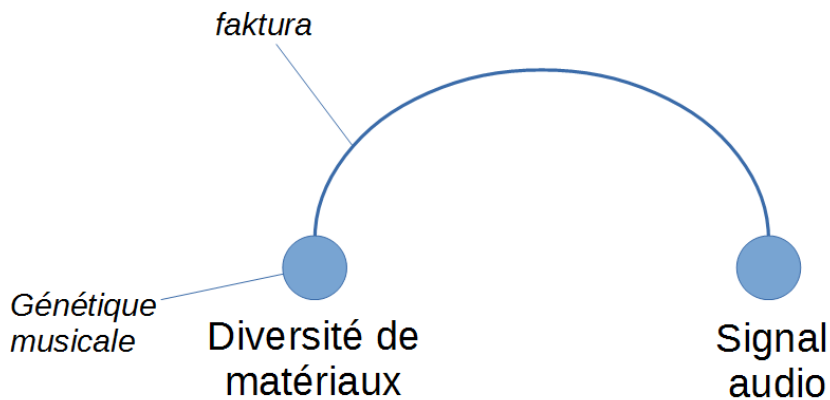 faktura
Génétique
musicale
Diversité de
matériaux
Signal
audio